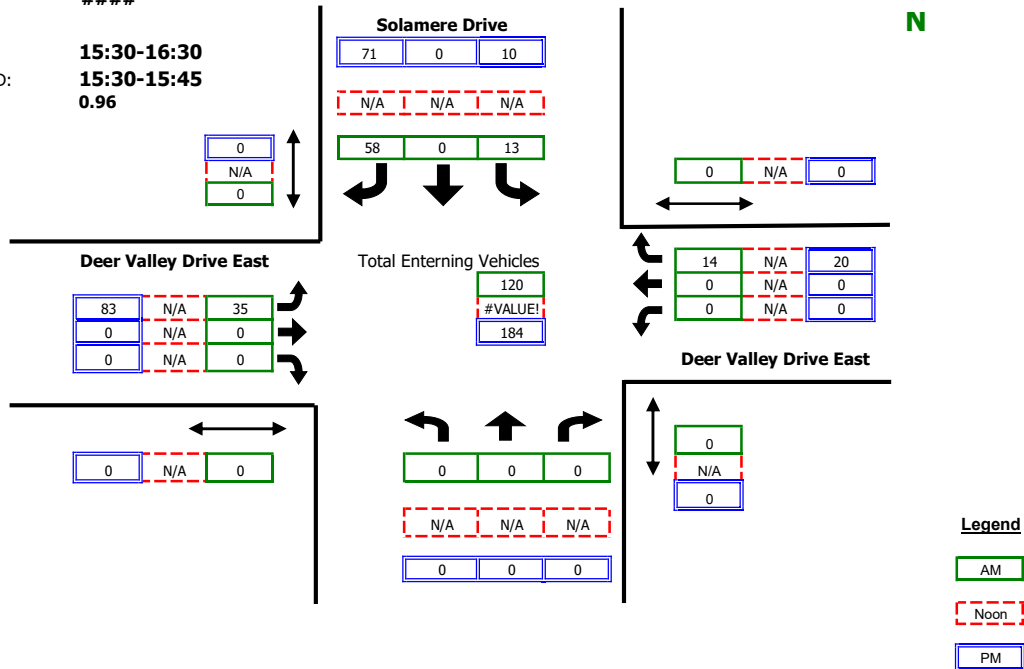 ####
N
Solamere Drive
15:30-16:30
71 0 10
15:30-15:45
0.96
N/A N/A N/A
0
58 0 13
N/A
0
0 N/A 0
Deer Valley Drive East
Total Enterning Vehicles
14 N/A 20
120
0 N/A 0
83 N/A 35
#VALUE!
0 N/A 0
0 N/A 0
184
0 N/A 0
Deer Valley Drive East
0
0 N/A 0
0 0 0
N/A
0
N/A N/A N/A
Legend
0 0 0
AM
Noon
PM